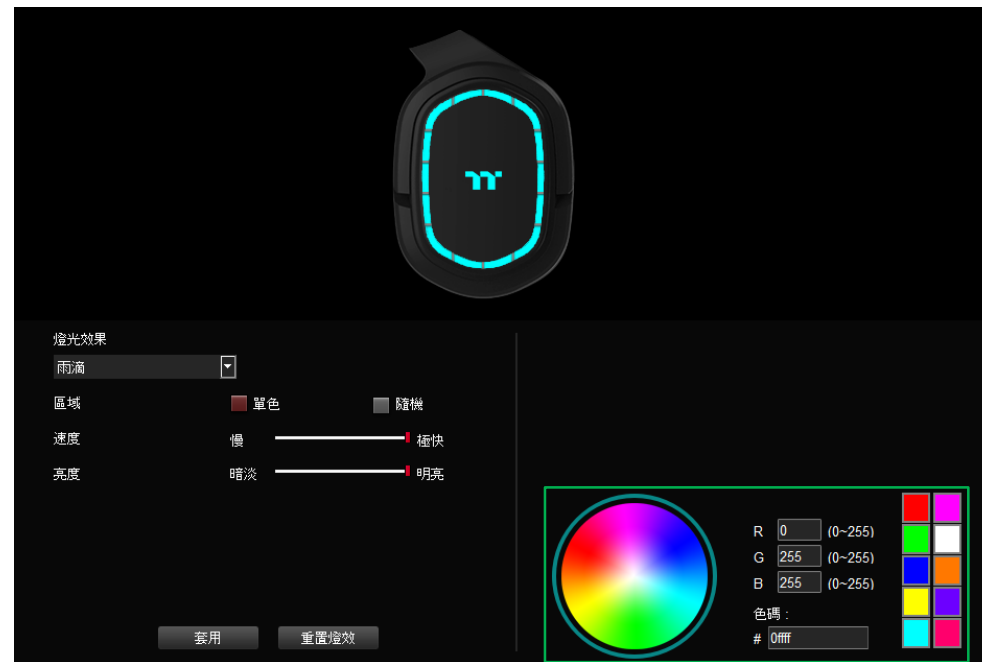 燈光效果
雨滴
區域 單色 隨機
速度 慢 極快
亮度 暗淡 明亮
R 0 (0~255)
G 255 (0~255)
B 255 (0~255)
色碼 :
# 0ffff
套用 重置燈效